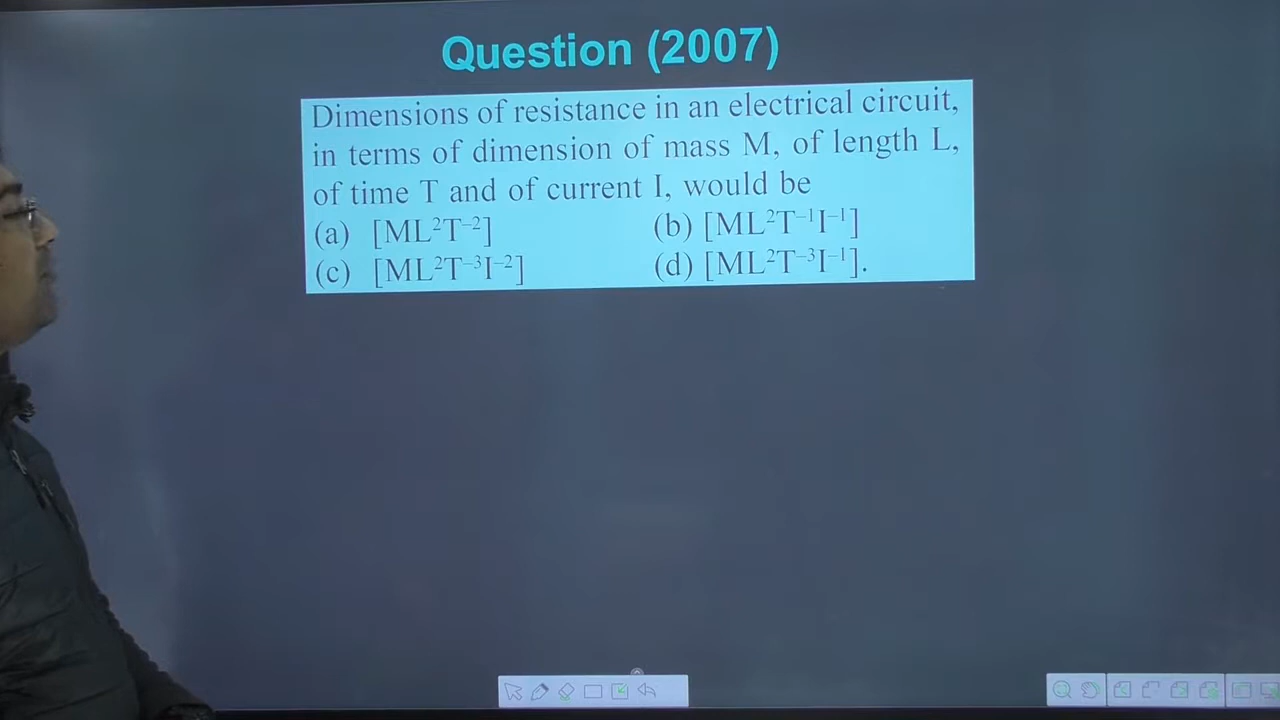 Question (2007)
Dimensions of resistance in an electrical circuit,
in terms of dimension of mass M, of length L,
of time T and of current I, would be
(a) [ML²T⁻²] (b) [ML²T⁻¹I⁻¹]
(c) [ML²T⁻³I⁻²] (d) [ML²T⁻³I⁻¹].